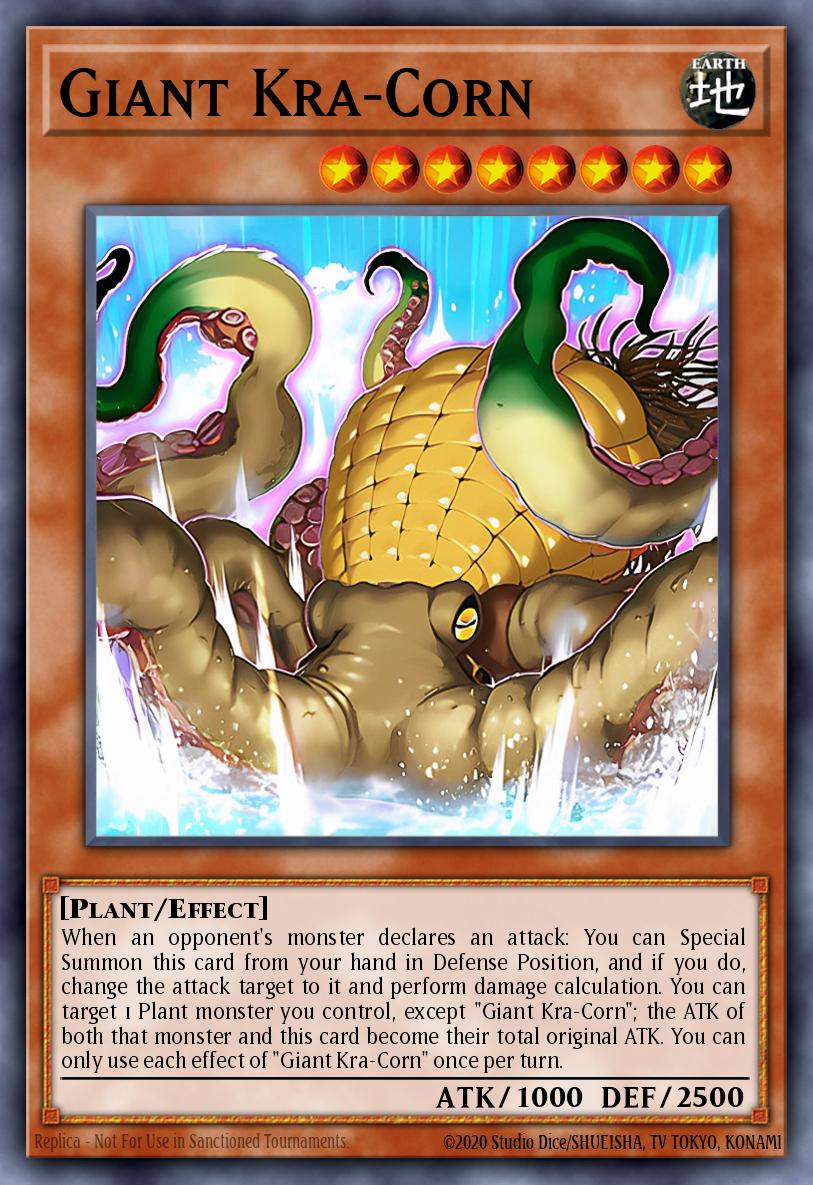 Giant Kra-Corn
EARTH
地
[Plant/Effect]
When an opponent's monster declares an attack: You can Special
Summon this card from your hand in Defense Position, and if you do,
change the attack target to it and perform damage calculation. You can
target 1 Plant monster you control, except "Giant Kra-Corn"; the ATK of
both that monster and this card become their total original ATK. You can
only use each effect of "Giant Kra-Corn" once per turn.
ATK/1000 DEF/2500
Replica - Not For Use in Sanctioned Tournaments.
©2020 Studio Dice/SHUEISHA, TV TOKYO, KONAMI